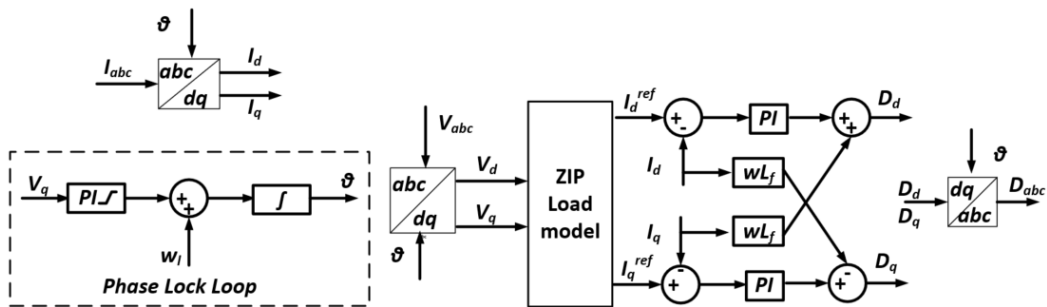 ϑ
I_abc
abc
dq
I_d
I_q
V_q
PI
+
+
w_l
∫
ϑ
Phase Lock Loop
V_abc
abc
dq
ϑ
V_d
V_q
ZIP
Load
model
I_d^ref
+
-
PI
+
+
D_d
I_d
wL_f
I_q
wL_f
I_q^ref
-
+
PI
+
-
D_q
ϑ
D_d
D_q
dq
abc
D_abc